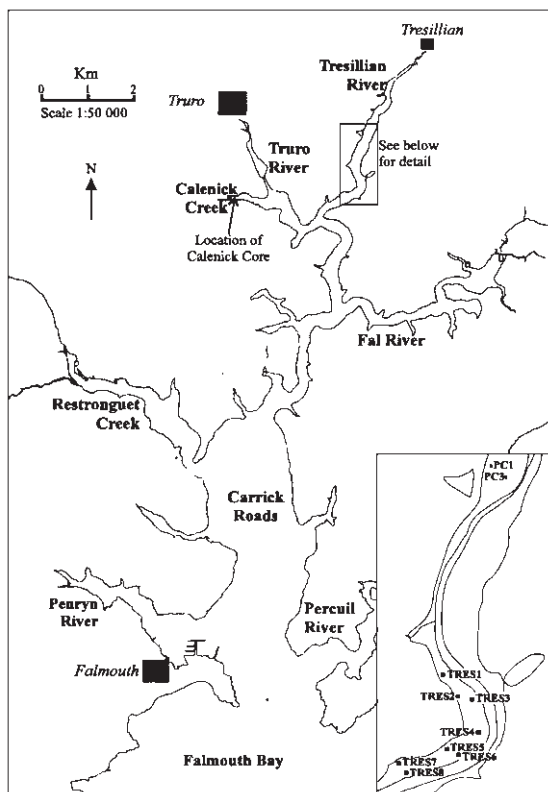 Tresillian
Km
0 1 2
Scale 1:50 000
Tresillian
River
Truro
See below
for detail
Truro
River
N
Calenick
Creek
Location of
Calenick Core
Fal River
Restronguet
Creek
PC1
PC3
Carrick
Roads
Penryn
River
Percuil
River
Falmouth
TRES1
TRES2
TRES3
TRES4
TRES5
TRES6
TRES7
TRES8
Falmouth Bay